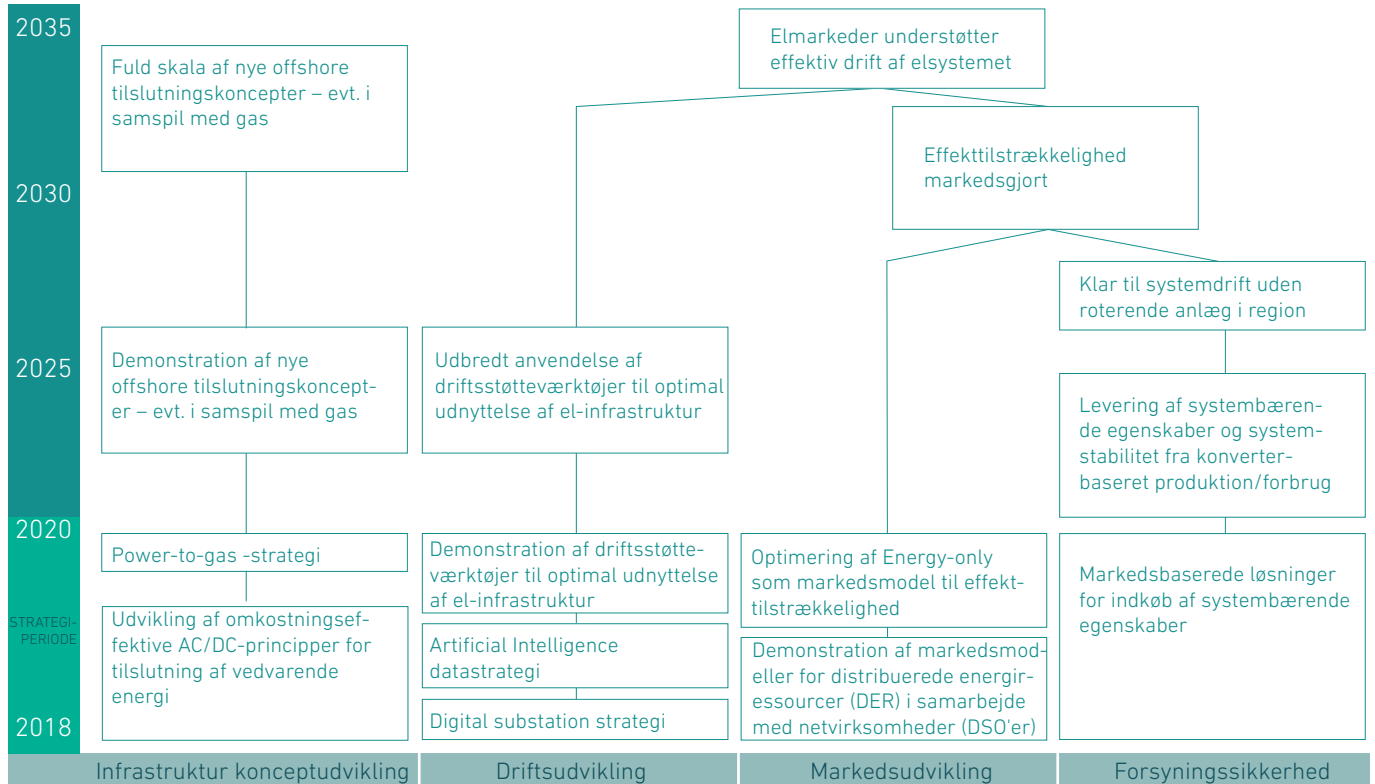 2035
Elmarkeder understøtter
effektiv drift af elsystemet
Fuld skala af nye offshore
tilslutningskoncepter – evt. i
samspil med gas
Effekttilstrækkelighed
markedsgjort
2030
Klar til systemdrift uden
roterende anlæg i region
2025
Demonstration af nye
offshore tilslutningskoncept-
er – evt. i samspil med gas
Udbredt anvendelse af
driftsstøtteværktøjer til optimal
udnyttelse af el-infrastruktur
Levering af systembæren-
de egenskaber og system-
stabilitet fra konverter-
baseret produktion/forbrug
2020
Power-to-gas -strategi
Demonstration af driftsstøtte-
værktøjer til optimal udnyttelse
af el-infrastruktur
Optimering af Energy-only
som markedsmodel til effekt-
tilstrækkelighed
Markedsbaserede løsninger
for indkøb af systembærende
egenskaber
STRATEGI-
PERIODE
Udvikling af omkostningsef-
fektive AC/DC-principper for
tilslutning af vedvarende
energi
Artificial Intelligence
datastrategi
Demonstration af markedsmod-
eller for distribuerede energir-
essourcer (DER) i samarbejde
med netvirksomheder (DSO'er)
Digital substation strategi
2018
Infrastruktur konceptudvikling
Driftsudvikling
Markedsudvikling
Forsyningssikkerhed